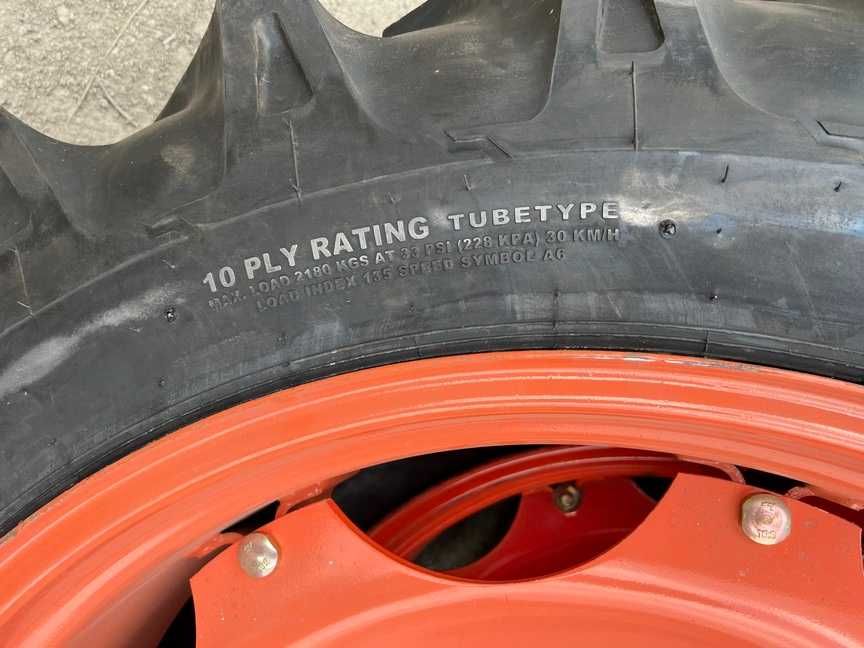 10 PLY RATING TUBETYPE
MAX. LOAD 2180 KGS AT 33 PSI (228 KPA) 30 KM/H
LOAD INDEX 135 SPEED SYMBOL A6